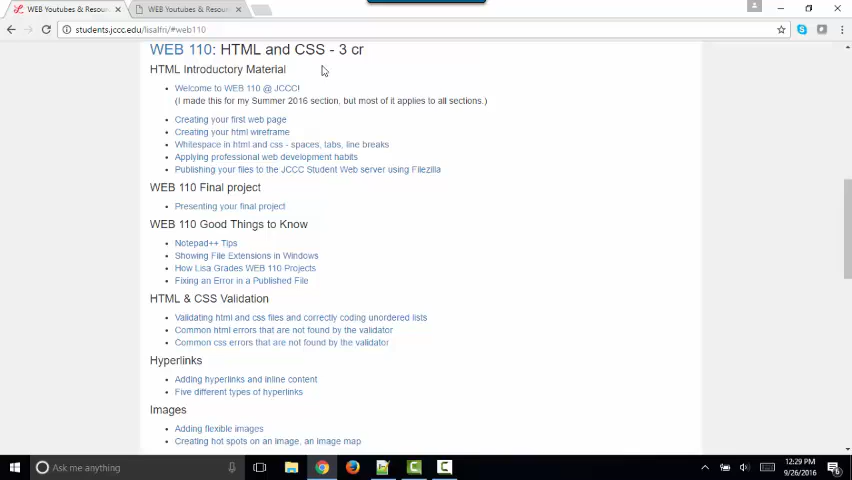 WEB Youtubes & Resour
WEB Youtubes & Resour
students.jccc.edu/lisalfri/#web110
WEB 110: HTML and CSS - 3 cr
HTML Introductory Material
Welcome to WEB 110 @ JCCC!
(I made this for my Summer 2016 section, but most of it applies to all sections.)
Creating your first web page
Creating your html wireframe
Whitespace in html and css - spaces, tabs, line breaks
Applying professional web development habits
Publishing your files to the JCCC Student Web server using Filezilla
WEB 110 Final project
Presenting your final project
WEB 110 Good Things to Know
Notepad++ Tips
Showing File Extensions in Windows
How Lisa Grades WEB 110 Projects
Fixing an Error in a Published File
HTML & CSS Validation
Validating html and css files and correctly coding unordered lists
Common html errors that are not found by the validator
Common css errors that are not found by the validator
Hyperlinks
Adding hyperlinks and inline content
Five different types of hyperlinks
Images
Adding flexible images
Creating hot spots on an image, an image map
Ask me anything
12:29 PM
9/26/2016